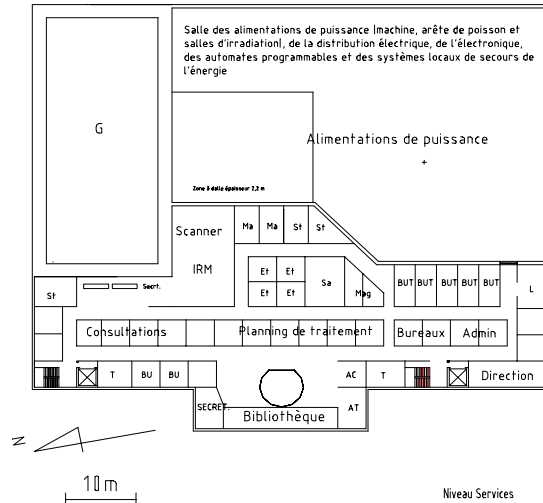 Salle des alimentations de puissance (machine, arête de poisson et
salles d'irradiation), de la distribution électrique, de l'électronique,
des automates programmables et des systèmes locaux de secours de
l'énergie
G
Alimentations de puissance
Zone à dalle épaisseur 2,2 m
Scanner
IRM
Ma
Ma
St
St
Et
Et
Et
Et
Sa
Mag
BUT
BUT
BUT
BUT
BUT
L
St
Secrt.
Consultations
Planning de traitement
Bureaux
Admin
T
BU
BU
AC
T
Direction
SECRET.
Bibliothèque
AT
N
10m
Niveau Services